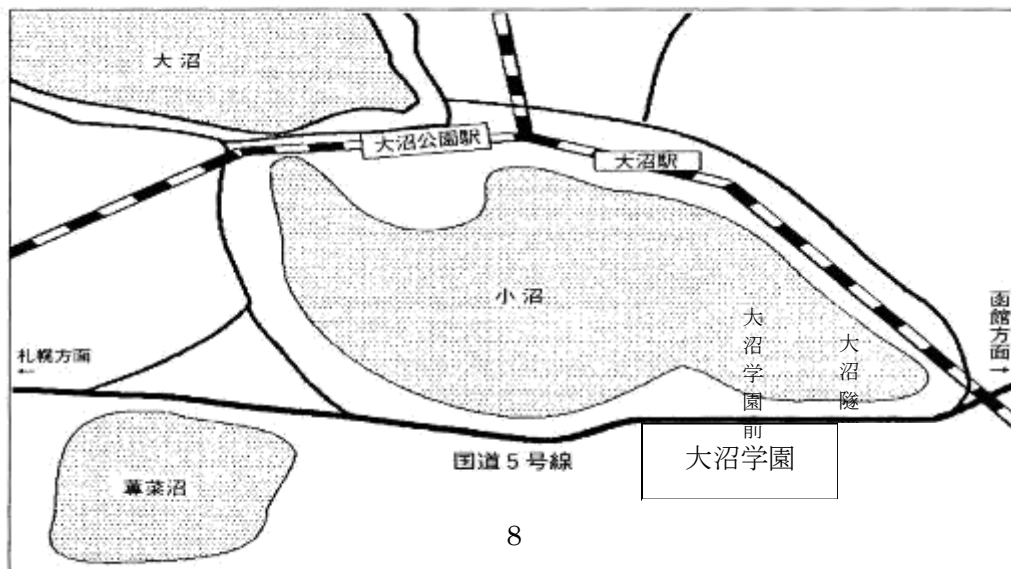 大沼
大沼公園駅
大沼駅
小沼
函館方面
→
大沼学園前
大沼隧
札幌方面
←
国道5号線
大沼学園
蓴菜沼
8